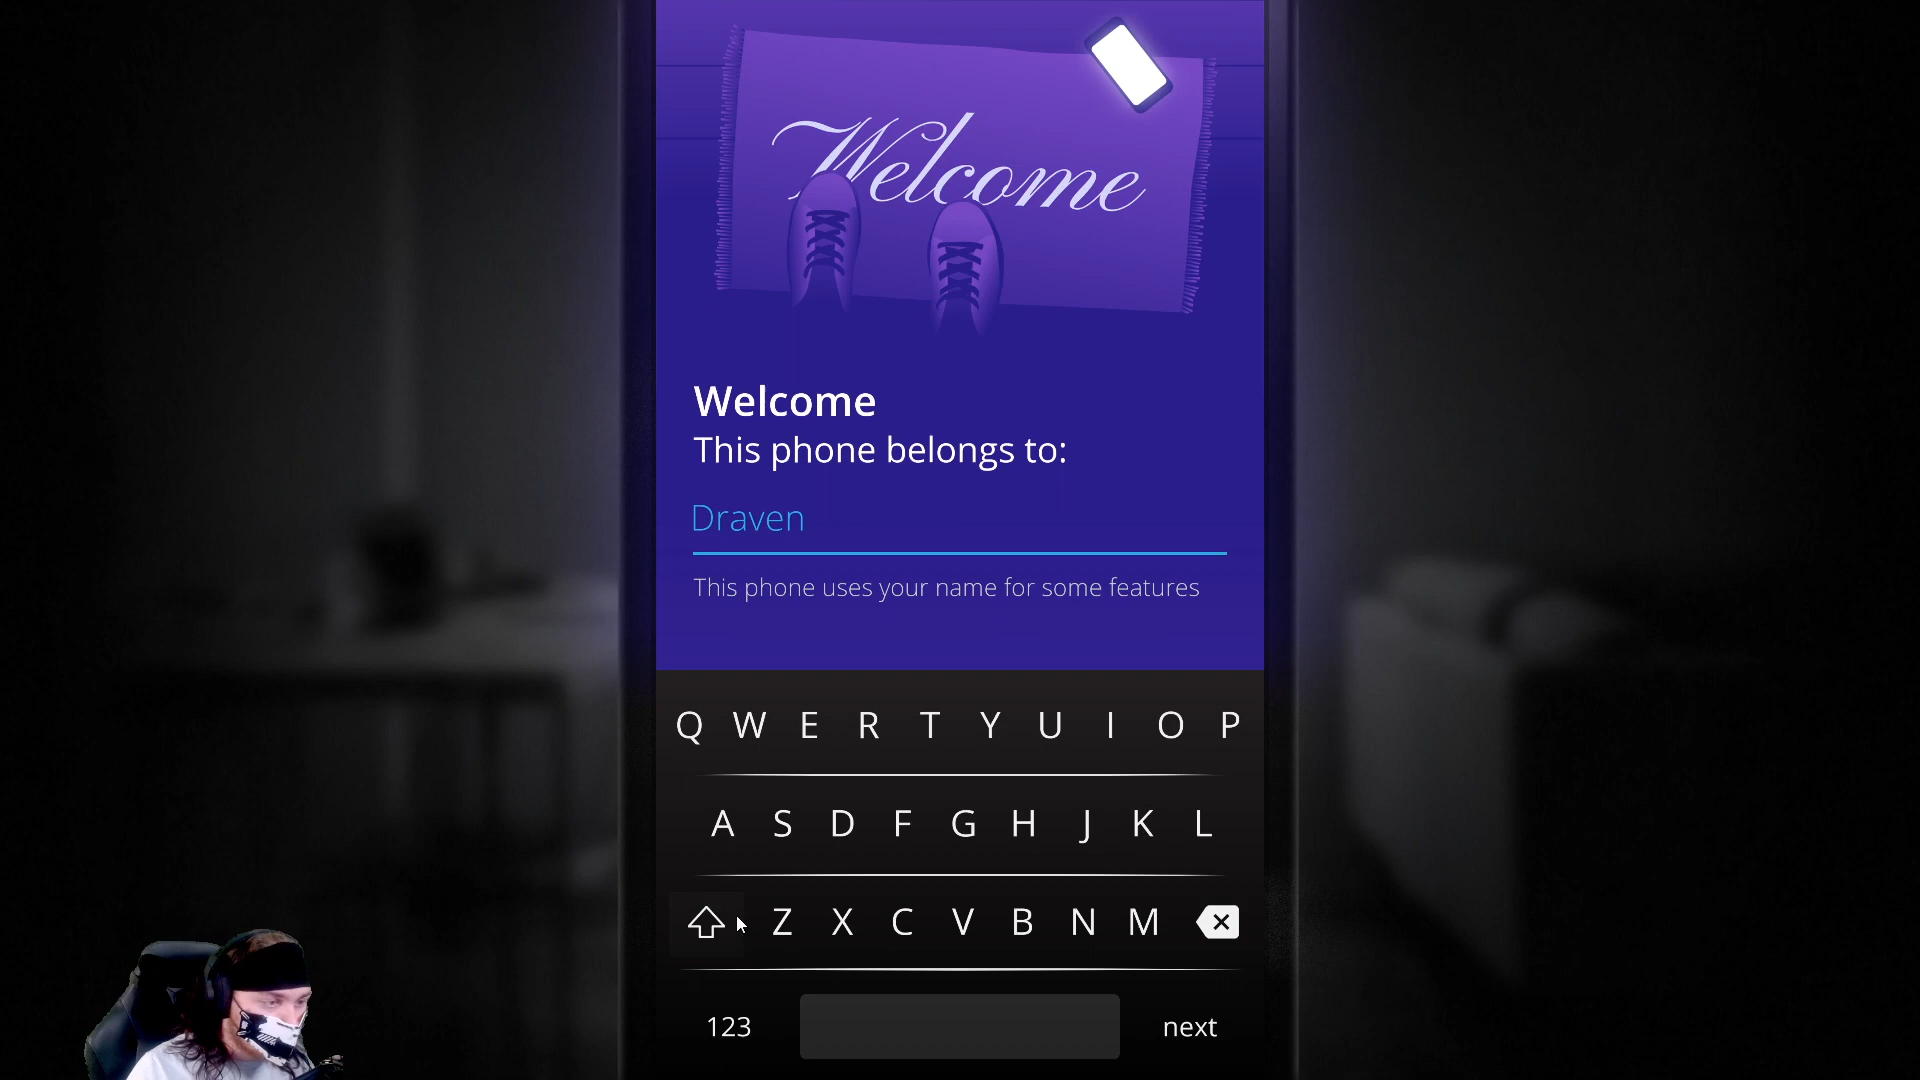 Welcome
Welcome
This phone belongs to:
Draven
This phone uses your name for some features
Q W E R T Y U I O P
A S D F G H J K L
Z X C V B N M
123 next